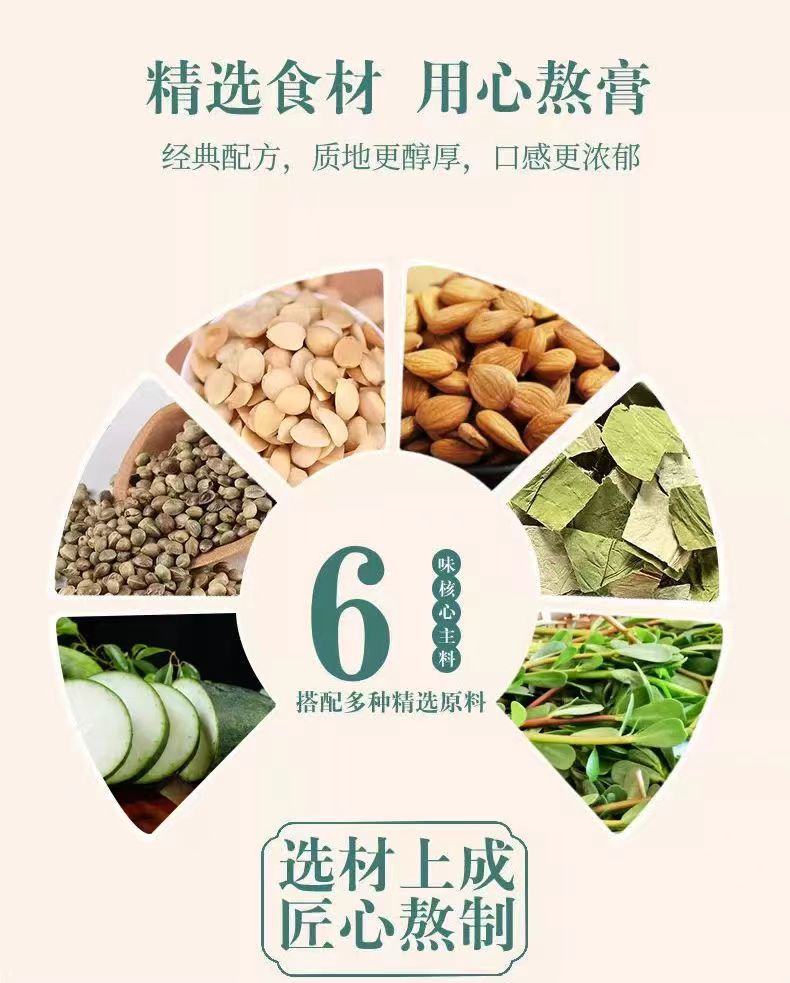 精选食材 用心熬膏
经典配方，质地更醇厚，口感更浓郁
6
味核心主料
搭配多种精选原料
选材上成
匠心熬制